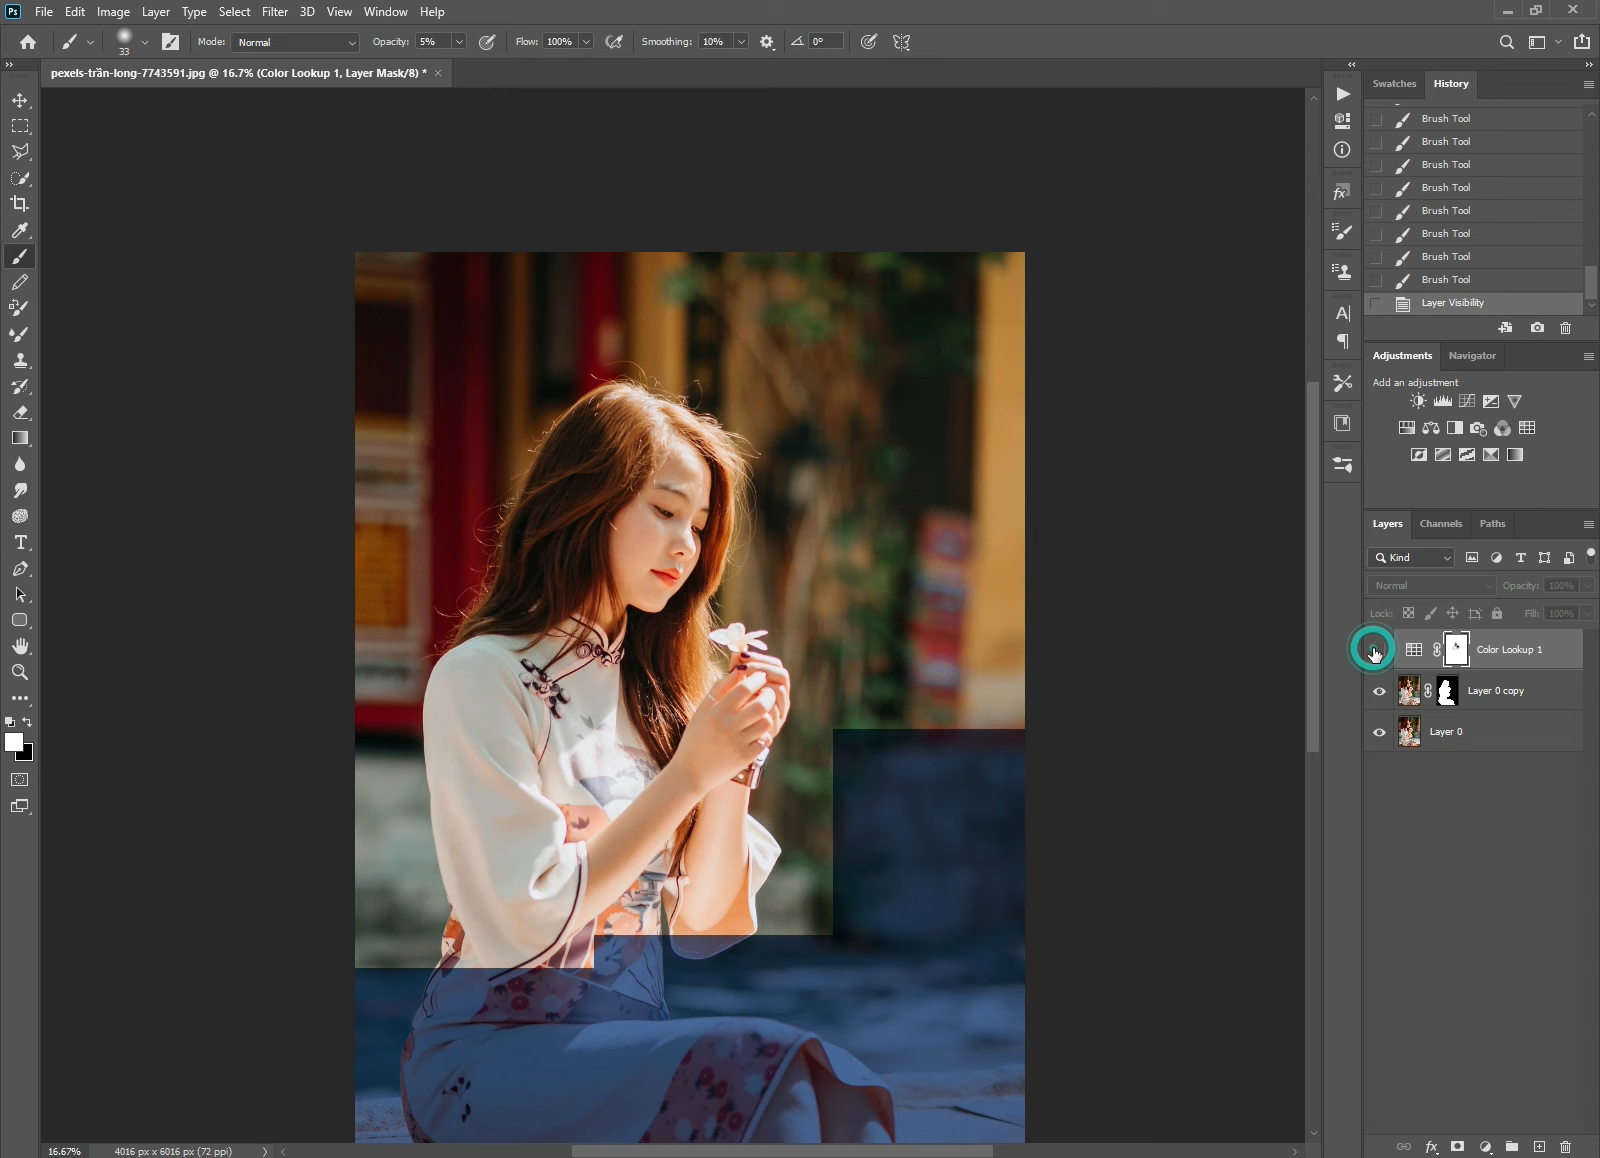 Ps File Edit Image Layer Type Select Filter 3D View Window Help
33 Mode: Normal Opacity: 5% Flow: 100% Smoothing: 10% 0°
pexels-trần-long-7743591.jpg @ 16.7% (Color Lookup 1, Layer Mask/8) * ×
Swatches History
Brush Tool
Brush Tool
Brush Tool
Brush Tool
Brush Tool
Brush Tool
Brush Tool
Brush Tool
Layer Visibility
Adjustments Navigator
Add an adjustment
Layers Channels Paths
Kind
Normal Opacity: 100%
Lock: Fill: 100%
Color Lookup 1
Layer 0 copy
Layer 0
16.67% 4016 px x 6016 px (72 ppi)